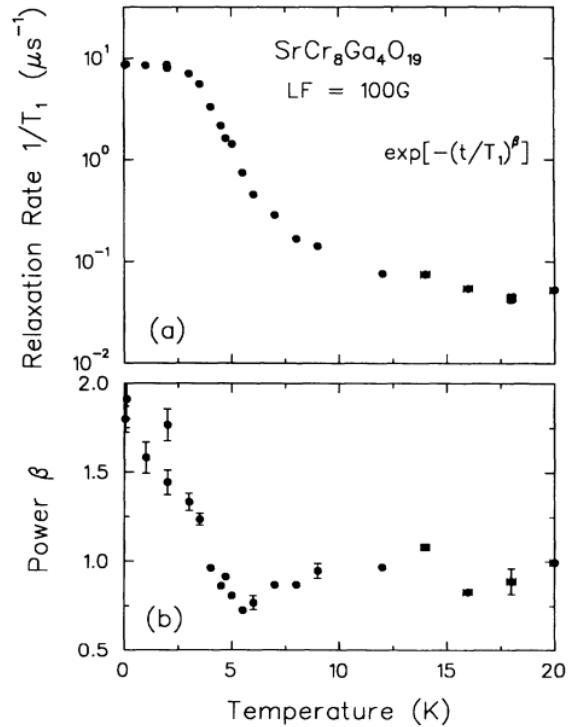 Relaxation Rate 1/T₁ (μs⁻¹)
10¹
10⁰
10⁻¹
10⁻²
SrCr₈Ga₄O₁₉
LF = 100G
exp[-(t/T₁)^β]
(a)
Power β
2.0
1.5
1.0
0.5
(b)
0 5 10 15 20
Temperature (K)